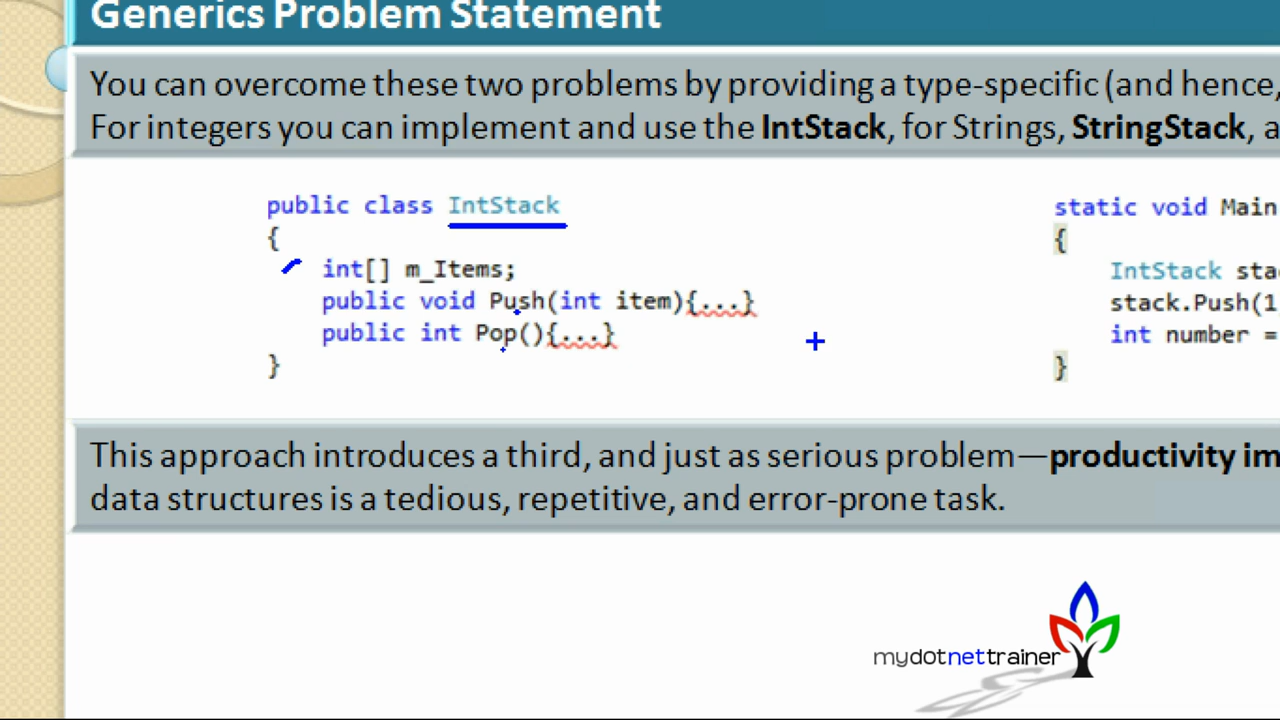 Generics Problem Statement
You can overcome these two problems by providing a type-specific (and hence,
For integers you can implement and use the IntStack, for Strings, StringStack, a
public class IntStack
{
int[] m_Items;
public void Push(int item){...}
public int Pop(){...}
}
static void Main
{
IntStack stac
stack.Push(1
int number =
}
This approach introduces a third, and just as serious problem—productivity im
data structures is a tedious, repetitive, and error-prone task.
mydotnettrainer